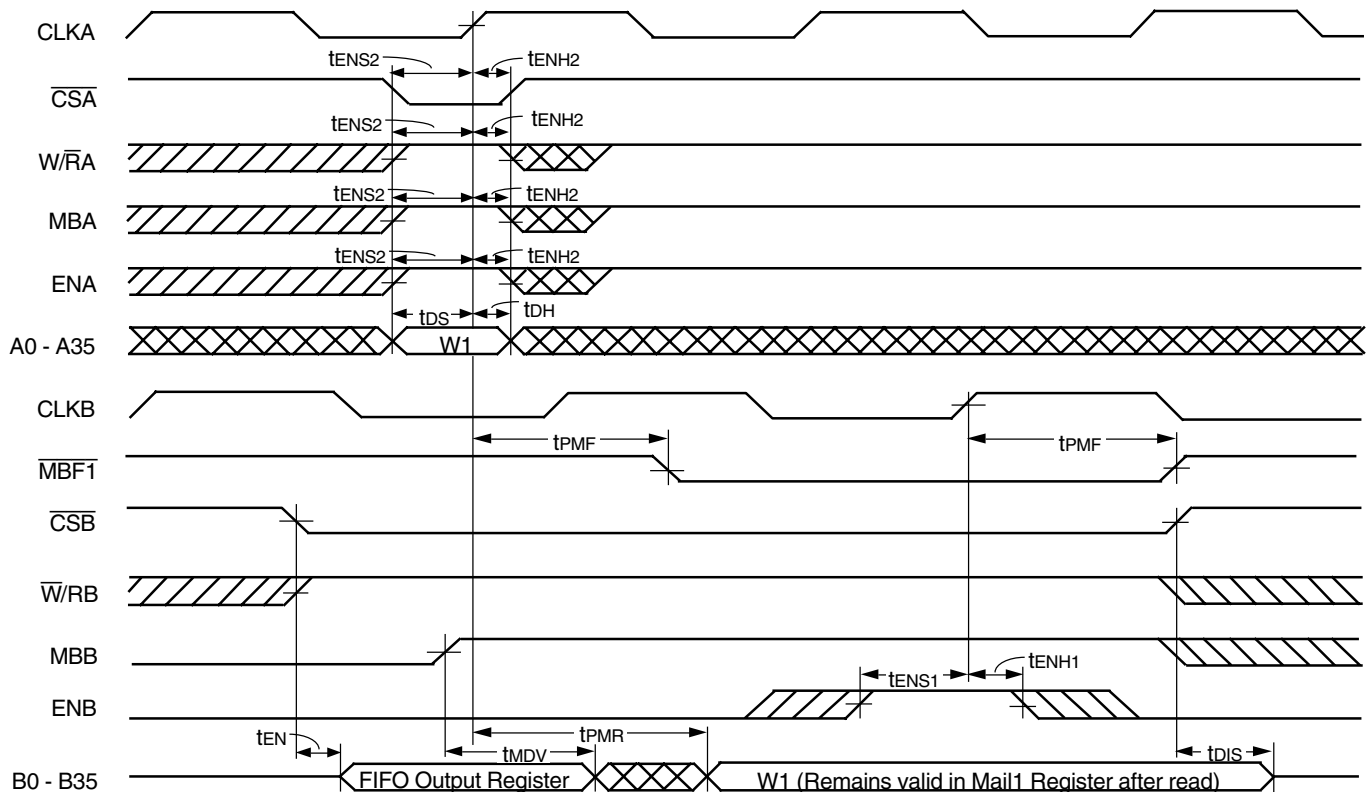 CLKA
tENS2 tENH2
CSA
tENS2 tENH2
W/RA
tENS2 tENH2
MBA
tENS2 tENH2
ENA
tDS tDH
A0 - A35 W1
CLKB
tPMF tPMF
MBF1
CSB
W/RB
MBB
tENS1 tENH1
ENB
tEN tMDV tPMR tDIS
B0 - B35 FIFO Output Register W1 (Remains valid in Mail1 Register after read)